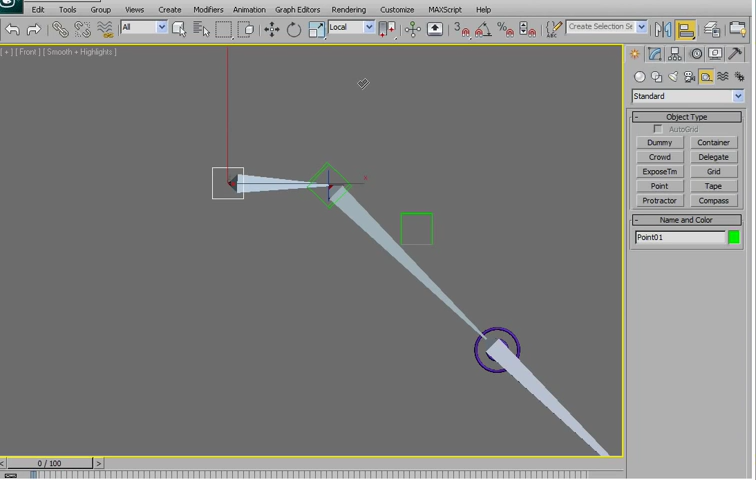 Edit Tools Group Views Create Modifiers Animation Graph Editors Rendering Customize MAXScript Help
All Local 3 Create Selection Se
[ + ] [ Front ] [ Smooth + Highlights ]
x
Standard
- Object Type
AutoGrid
Dummy Container
Crowd Delegate
ExposeTm Grid
Point Tape
Protractor Compass
- Name and Color
Point01
< 0 / 100 >